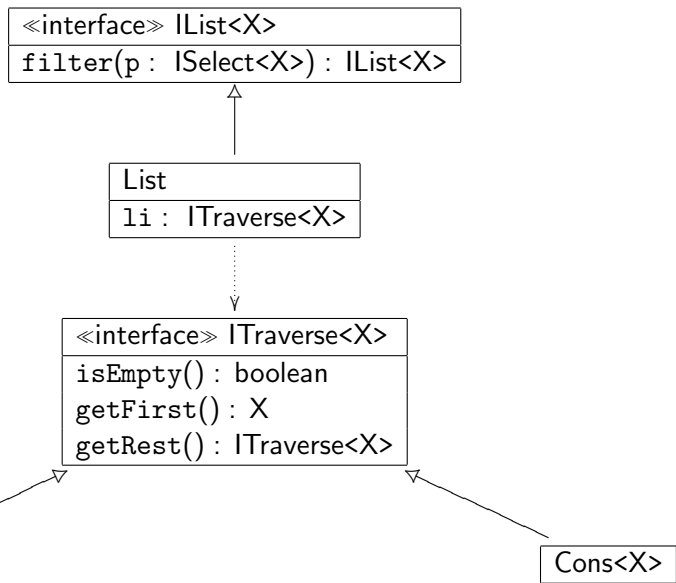 ≪interface≫ IList<X>
filter(p : ISelect<X>) : IList<X>
List
li : ITraverse<X>
≪interface≫ ITraverse<X>
isEmpty() : boolean
getFirst() : X
getRest() : ITraverse<X>
Cons<X>